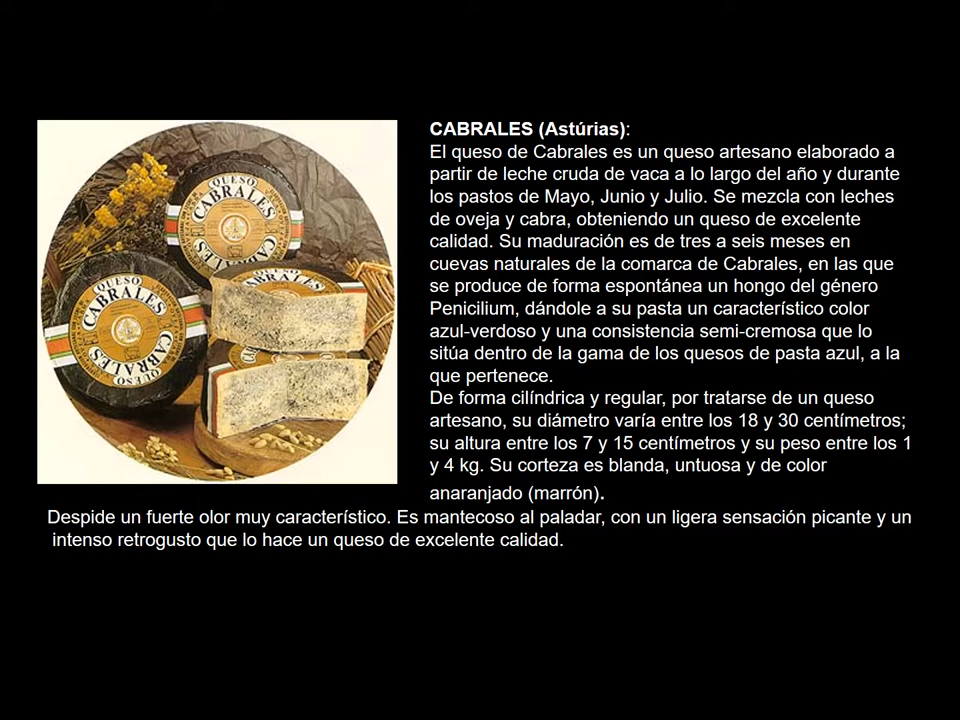 CABRALES (Astúrias):
El queso de Cabrales es un queso artesano elaborado a
partir de leche cruda de vaca a lo largo del año y durante
los pastos de Mayo, Junio y Julio. Se mezcla con leches
de oveja y cabra, obteniendo un queso de excelente
calidad. Su maduración es de tres a seis meses en
cuevas naturales de la comarca de Cabrales, en las que
se produce de forma espontánea un hongo del género
Penicilium, dándole a su pasta un característico color
azul-verdoso y una consistencia semi-cremosa que lo
sitúa dentro de la gama de los quesos de pasta azul, a la
que pertenece.
De forma cilíndrica y regular, por tratarse de un queso
artesano, su diámetro varía entre los 18 y 30 centímetros;
su altura entre los 7 y 15 centímetros y su peso entre los 1
y 4 kg. Su corteza es blanda, untuosa y de color
anaranjado (marrón).
Despide un fuerte olor muy característico. Es mantecoso al paladar, con un ligera sensación picante y un
intenso retrogusto que lo hace un queso de excelente calidad.
QUESO
CABRALES
CABRALES
QUESO
CABRALES
CABRALES
QUESO
CABRALES